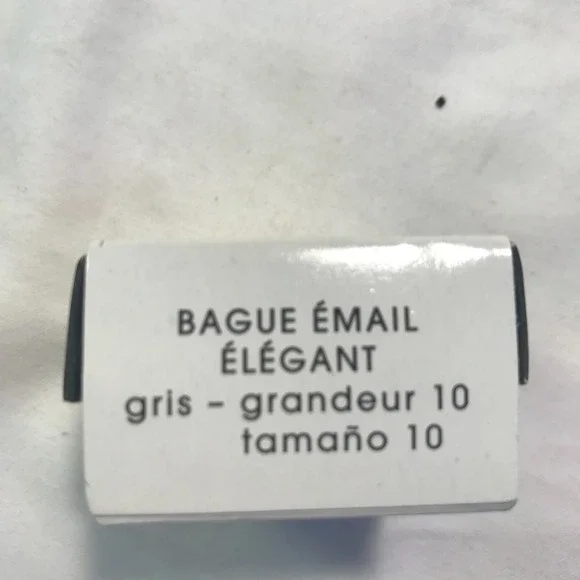 BAGUE ÉMAIL
ÉLÉGANT
gris – grandeur 10
tamaño 10